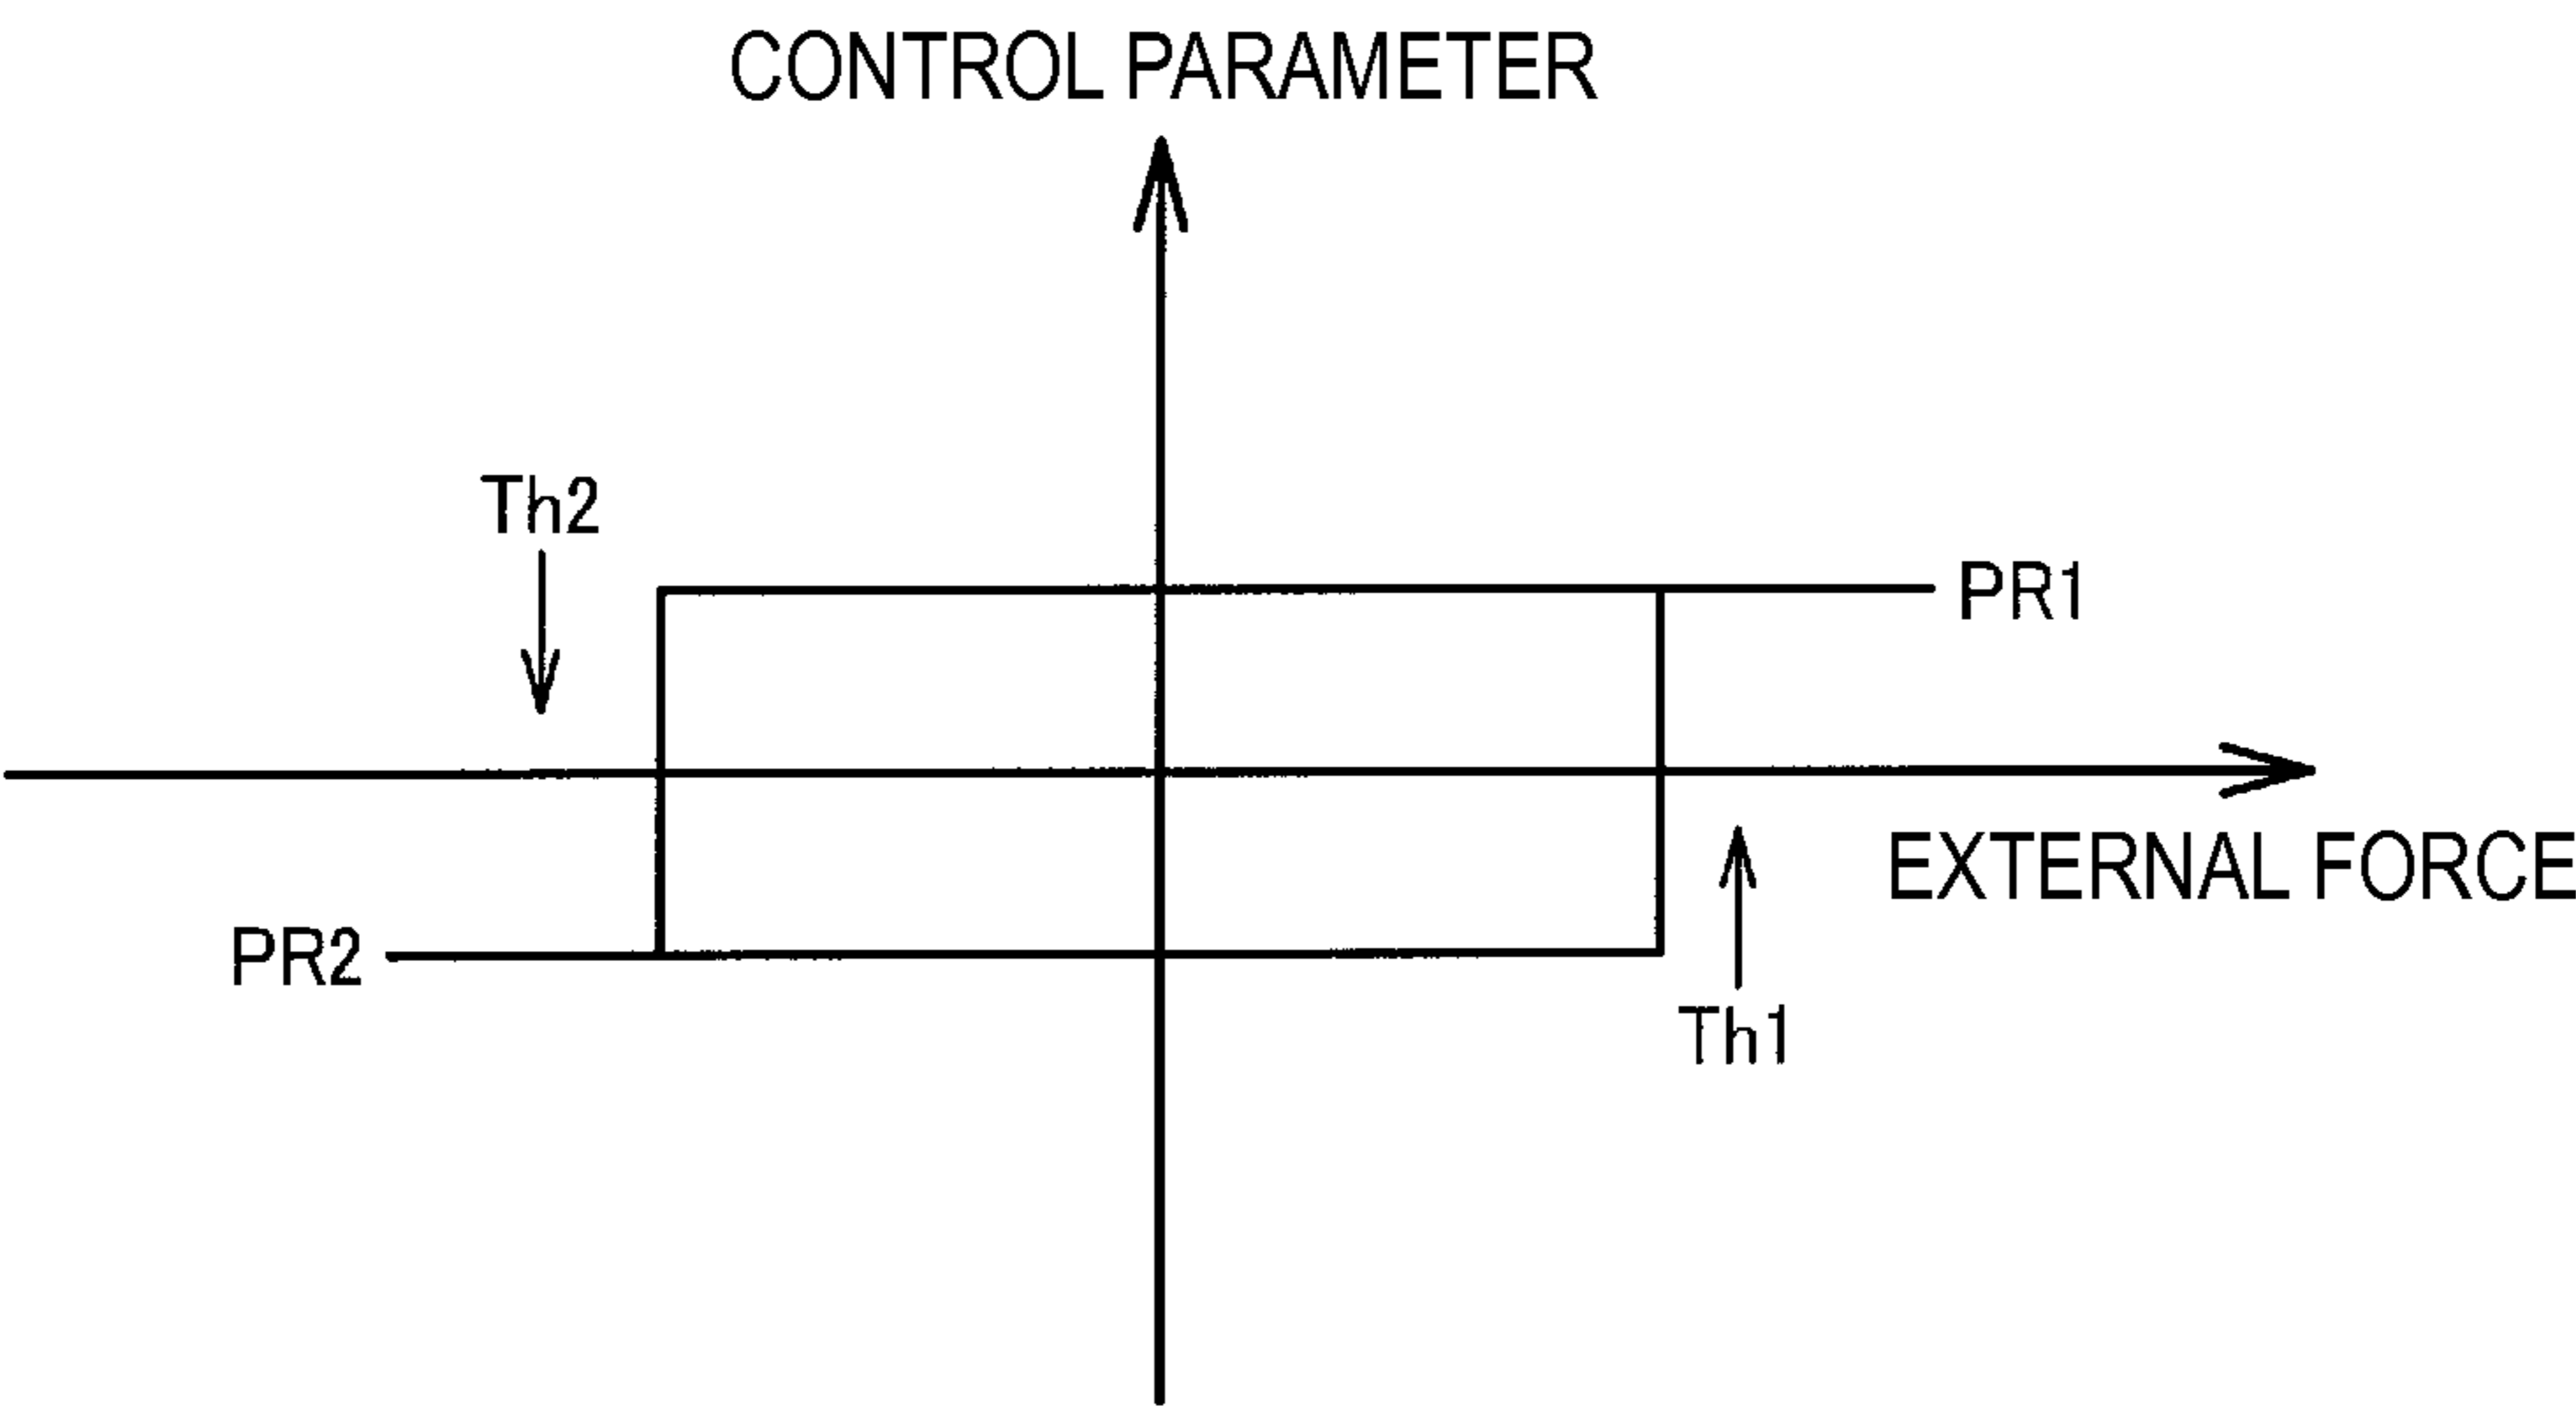 CONTROL PARAMETER
Th2
PR1
EXTERNAL FORCE
PR2
Th1